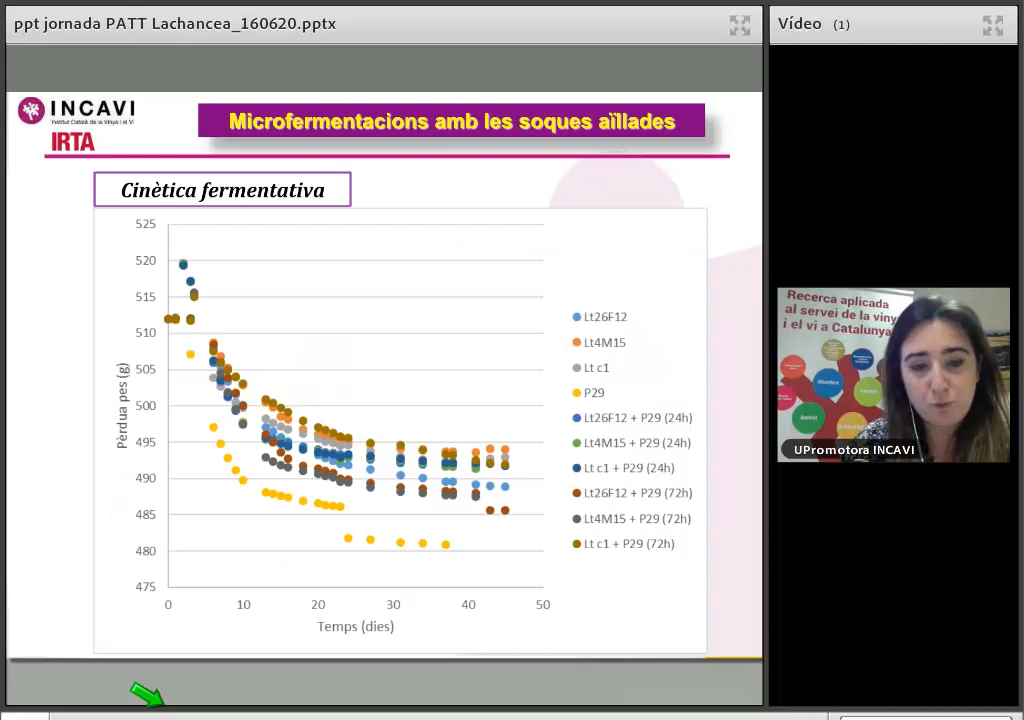 ppt jornada PATT Lachancea_160620.pptx
Vídeo (1)
INCAVI
Institut Català de la Vinya i el Vi
IRTA
Microfermentacions amb les soques aïllades
Cinètica fermentativa
525
520
515
510
505
500
495
490
485
480
475
Pèrdua pes (g)
0
10
20
30
40
50
Temps (dies)
Lt26F12
Lt4M15
Lt c1
P29
Lt26F12 + P29 (24h)
Lt4M15 + P29 (24h)
Lt c1 + P29 (24h)
Lt26F12 + P29 (72h)
Lt4M15 + P29 (72h)
Lt c1 + P29 (72h)
Recerca aplicada
al servei de la viny
i el vi a Catalunya
UPromotora INCAVI